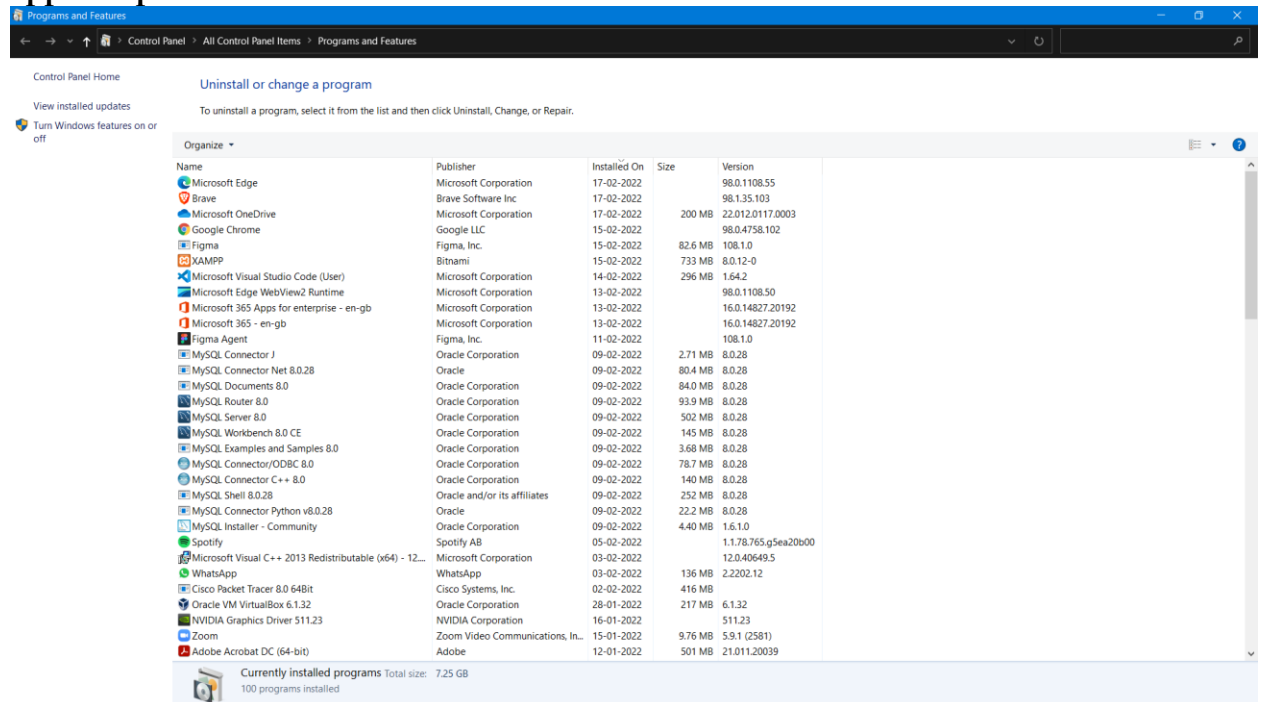 Programs and Features
Control Panel > All Control Panel Items > Programs and Features
Control Panel Home
View installed updates
Turn Windows features on or
off
Uninstall or change a program
To uninstall a program, select it from the list and then click Uninstall, Change, or Repair.
Organize
Name Publisher Installed On Size Version
Microsoft Edge Microsoft Corporation 17-02-2022 98.0.1108.55
Brave Brave Software Inc 17-02-2022 98.1.35.103
Microsoft OneDrive Microsoft Corporation 17-02-2022 200 MB 22.012.0117.0003
Google Chrome Google LLC 15-02-2022 98.0.4758.102
Figma Figma, Inc. 15-02-2022 82.6 MB 108.1.0
XAMPP Bitnami 15-02-2022 733 MB 8.0.12-0
Microsoft Visual Studio Code (User) Microsoft Corporation 14-02-2022 296 MB 1.64.2
Microsoft Edge WebView2 Runtime Microsoft Corporation 13-02-2022 98.0.1108.50
Microsoft 365 Apps for enterprise - en-gb Microsoft Corporation 13-02-2022 16.0.14827.20192
Microsoft 365 - en-gb Microsoft Corporation 13-02-2022 16.0.14827.20192
Figma Agent Figma, Inc. 11-02-2022 108.1.0
MySQL Connector J Oracle Corporation 09-02-2022 2.71 MB 8.0.28
MySQL Connector Net 8.0.28 Oracle 09-02-2022 80.4 MB 8.0.28
MySQL Documents 8.0 Oracle Corporation 09-02-2022 84.0 MB 8.0.28
MySQL Router 8.0 Oracle Corporation 09-02-2022 93.9 MB 8.0.28
MySQL Server 8.0 Oracle Corporation 09-02-2022 502 MB 8.0.28
MySQL Workbench 8.0 CE Oracle Corporation 09-02-2022 145 MB 8.0.28
MySQL Examples and Samples 8.0 Oracle Corporation 09-02-2022 3.68 MB 8.0.28
MySQL Connector/ODBC 8.0 Oracle Corporation 09-02-2022 78.7 MB 8.0.28
MySQL Connector C++ 8.0 Oracle Corporation 09-02-2022 140 MB 8.0.28
MySQL Shell 8.0.28 Oracle and/or its affiliates 09-02-2022 252 MB 8.0.28
MySQL Connector Python v8.0.28 Oracle 09-02-2022 22.2 MB 8.0.28
MySQL Installer - Community Oracle Corporation 09-02-2022 4.40 MB 1.6.1.0
Spotify Spotify AB 05-02-2022 1.1.78.765.g5ea20b00
Microsoft Visual C++ 2013 Redistributable (x64) - 12.... Microsoft Corporation 03-02-2022 12.0.40649.5
WhatsApp WhatsApp 03-02-2022 136 MB 2.2202.12
Cisco Packet Tracer 8.0 64Bit Cisco Systems, Inc. 02-02-2022 416 MB
Oracle VM VirtualBox 6.1.32 Oracle Corporation 28-01-2022 217 MB 6.1.32
NVIDIA Graphics Driver 511.23 NVIDIA Corporation 16-01-2022 511.23
Zoom Zoom Video Communications, In... 15-01-2022 9.76 MB 5.9.1 (2581)
Adobe Acrobat DC (64-bit) Adobe 12-01-2022 501 MB 21.011.20039
Currently installed programs Total size: 7.25 GB
100 programs installed